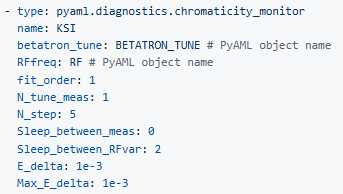 - type: pyaml.diagnostics.chromaticity_monitor
  name: KSI
  betatron_tune: BETATRON_TUNE # PyAML object name
  RFfreq: RF # PyAML object name
  fit_order: 1
  N_tune_meas: 1
  N_step: 5
  Sleep_between_meas: 0
  Sleep_between_RFvar: 2
  E_delta: 1e-3
  Max_E_delta: 1e-3